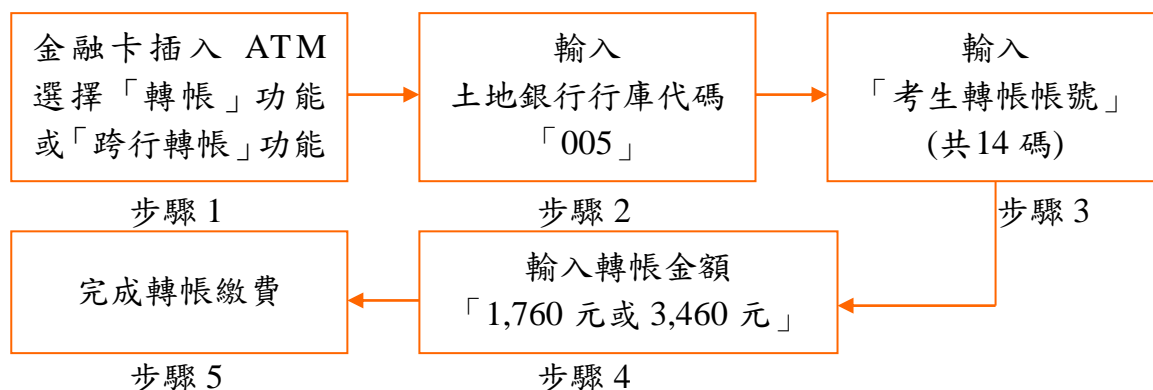 金融卡插入 ATM
選擇「轉帳」功能
或「跨行轉帳」功能
步驟 1
輸入
土地銀行行庫代碼
「005」
步驟 2
輸入
「考生轉帳帳號」
(共14 碼)
步驟 3
輸入轉帳金額
「1,760 元或 3,460 元」
步驟 4
完成轉帳繳費
步驟 5